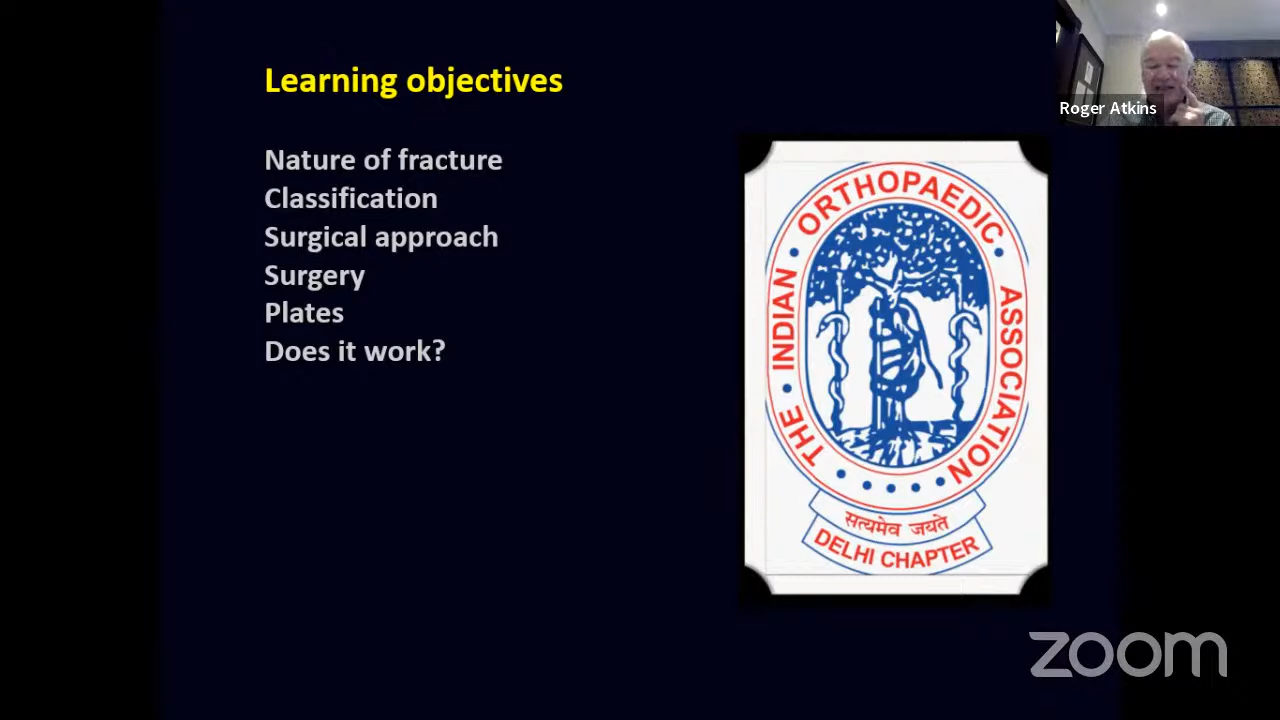 Learning objectives
Nature of fracture
Classification
Surgical approach
Surgery
Plates
Does it work?
Roger Atkins
THE INDIAN ORTHOPAEDIC ASSOCIATION
सत्यमेव जयते
DELHI CHAPTER
zoom